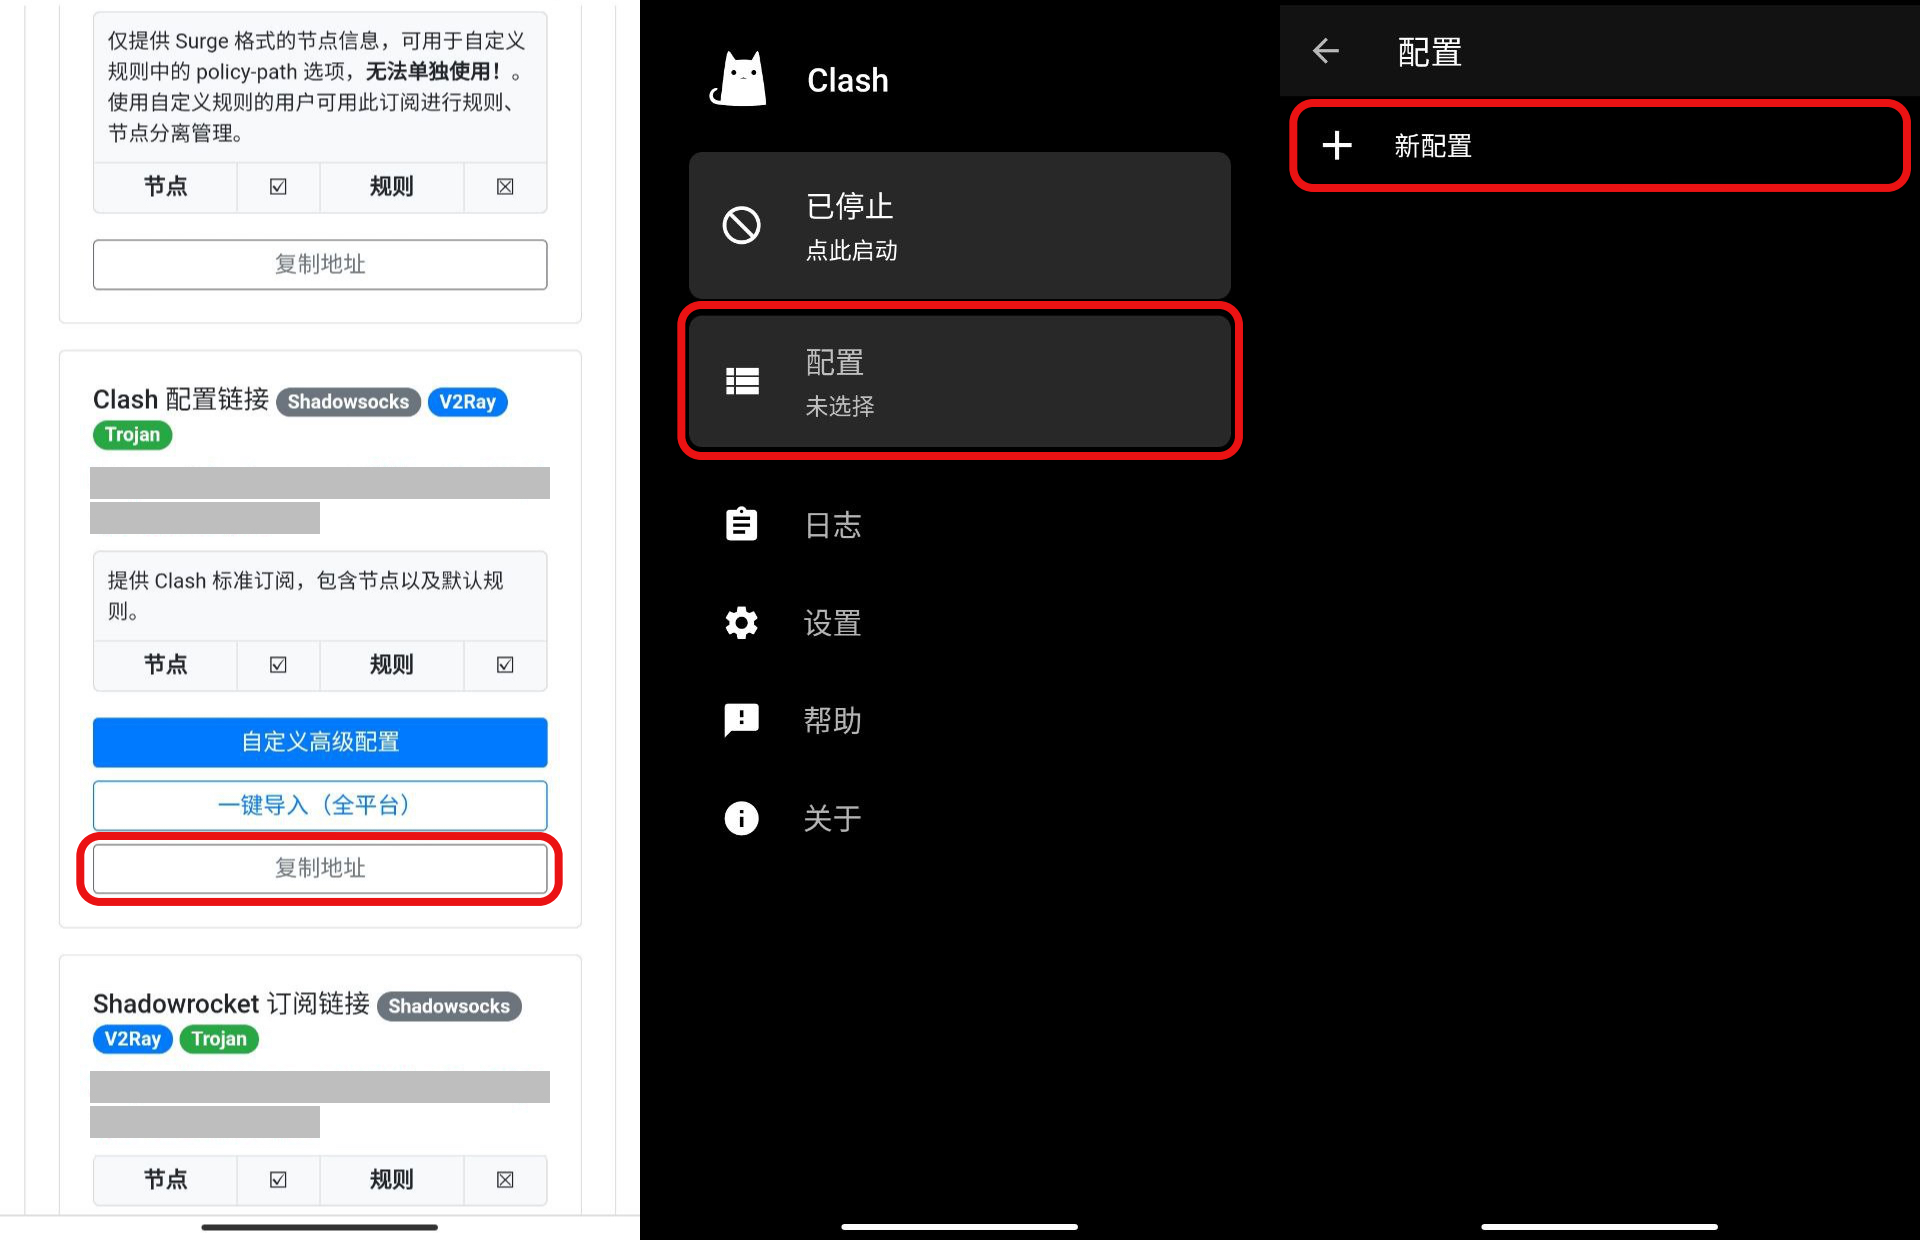 仅提供 Surge 格式的节点信息，可用于自定义
规则中的 policy-path 选项，无法单独使用！。
使用自定义规则的用户可用此订阅进行规则、
节点分离管理。
节点 ☑ 规则 ☒
复制地址
Clash 配置链接 Shadowsocks V2Ray
Trojan
提供 Clash 标准订阅，包含节点以及默认规
则。
节点 ☑ 规则 ☑
自定义高级配置
一键导入（全平台）
复制地址
Shadowrocket 订阅链接 Shadowsocks
V2Ray Trojan
节点 ☑ 规则 ☒
Clash
已停止
点此启动
配置
未选择
日志
设置
帮助
关于
配置
新配置